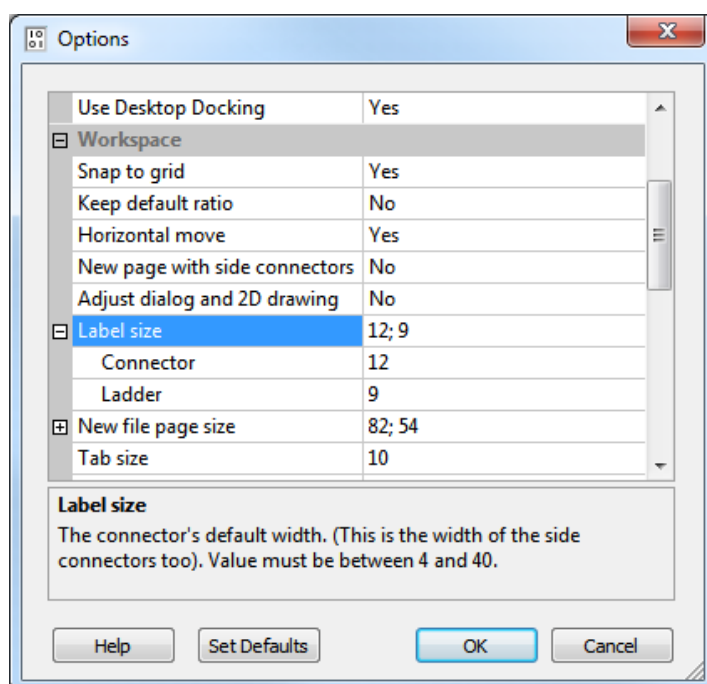 Options
Use Desktop Docking Yes
Workspace
Snap to grid Yes
Keep default ratio No
Horizontal move Yes
New page with side connectors No
Adjust dialog and 2D drawing No
Label size 12; 9
Connector 12
Ladder 9
New file page size 82; 54
Tab size 10
Label size
The connector's default width. (This is the width of the side
connectors too). Value must be between 4 and 40.
Help Set Defaults OK Cancel